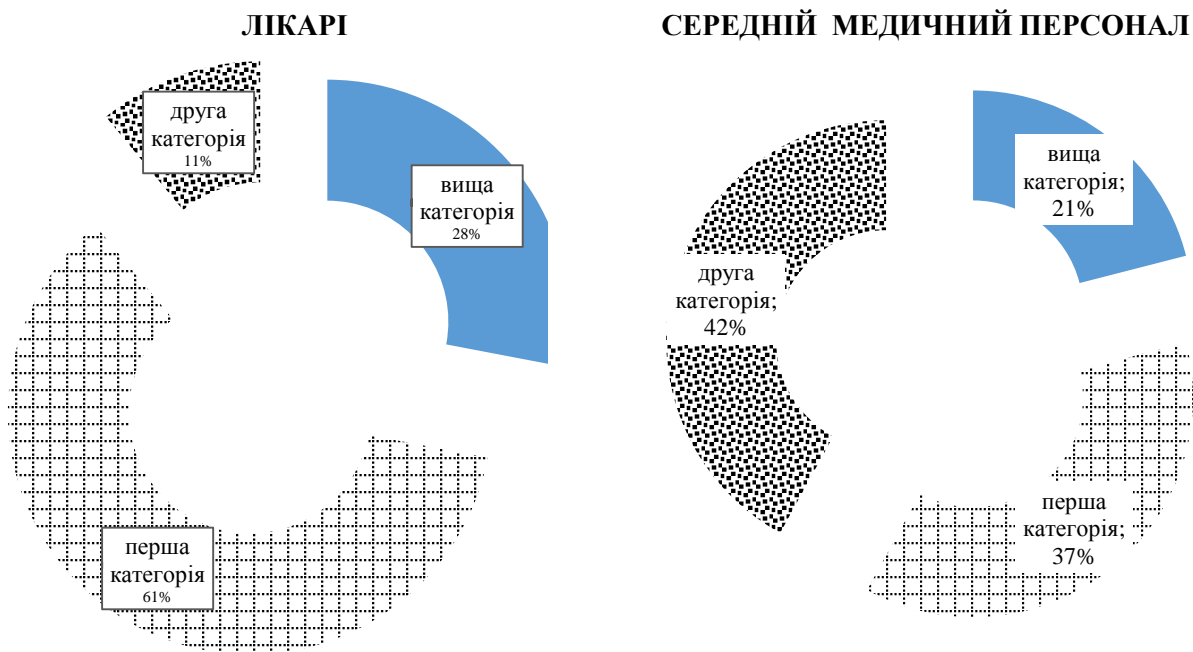 ЛІКАРІ
друга
категорія
11%
вища
категорія
28%
перша
категорія
61%
СЕРЕДНІЙ МЕДИЧНИЙ ПЕРСОНАЛ
вища
категорія;
21%
друга
категорія;
42%
перша
категорія;
37%